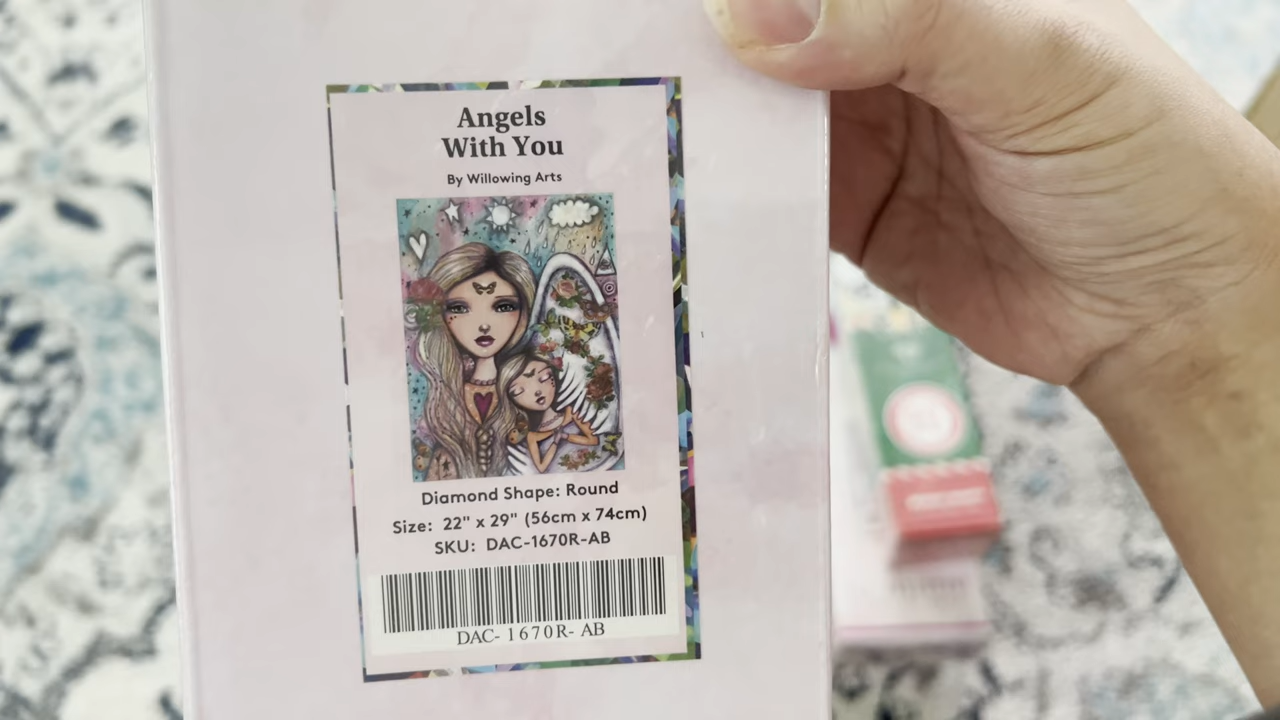 Angels
With You
By Willowing Arts
Diamond Shape: Round
Size: 22" x 29" (56cm x 74cm)
SKU: DAC-1670R-AB
DAC- 1670R- AB